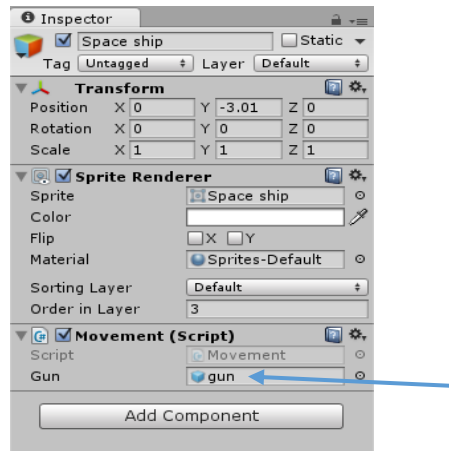 Inspector
Space ship Static
Tag Untagged Layer Default
Transform
Position X 0 Y -3.01 Z 0
Rotation X 0 Y 0 Z 0
Scale X 1 Y 1 Z 1
Sprite Renderer
Sprite Space ship
Color
Flip X Y
Material Sprites-Default
Sorting Layer Default
Order in Layer 3
Movement (Script)
Script Movement
Gun gun
Add Component